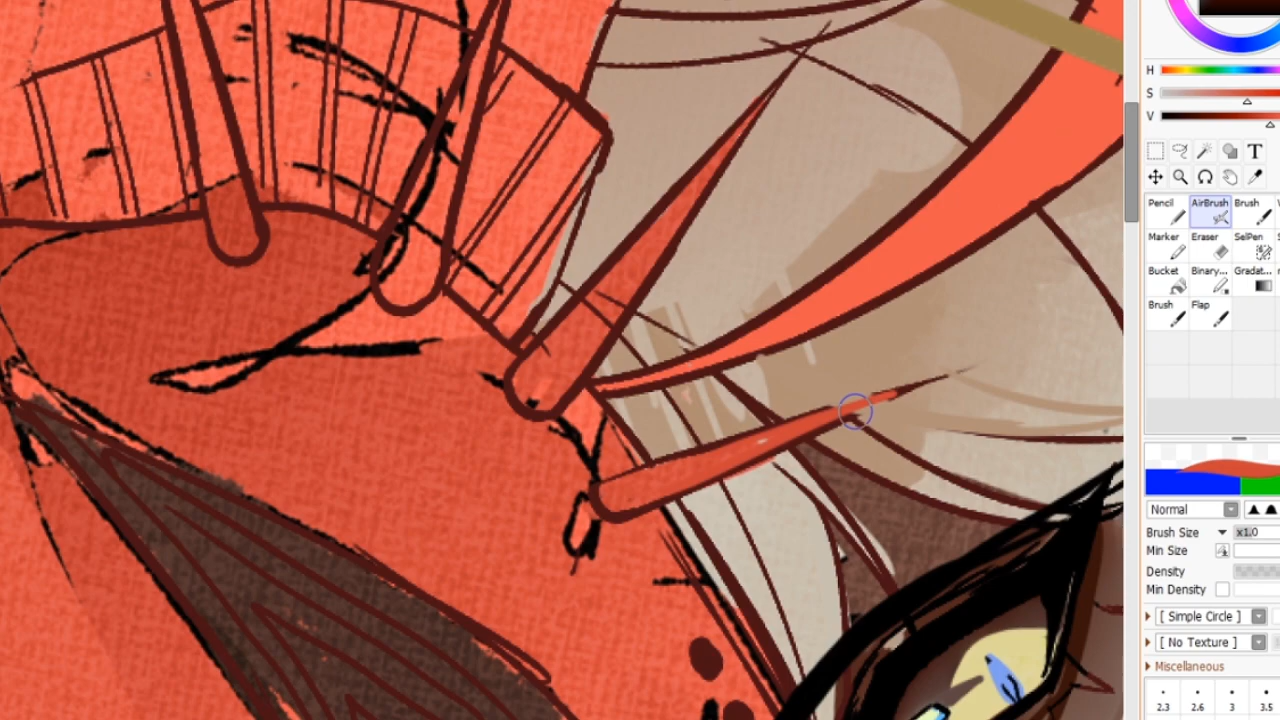 H
S
V
T
Pencil AirBrush Brush
Marker Eraser SelPen
Bucket Binary... Gradat...
Brush Flap
Normal
Brush Size x1.0
Min Size
Density
Min Density
[ Simple Circle ]
[ No Texture ]
Miscellaneous
2.3 2.6 3 3.5